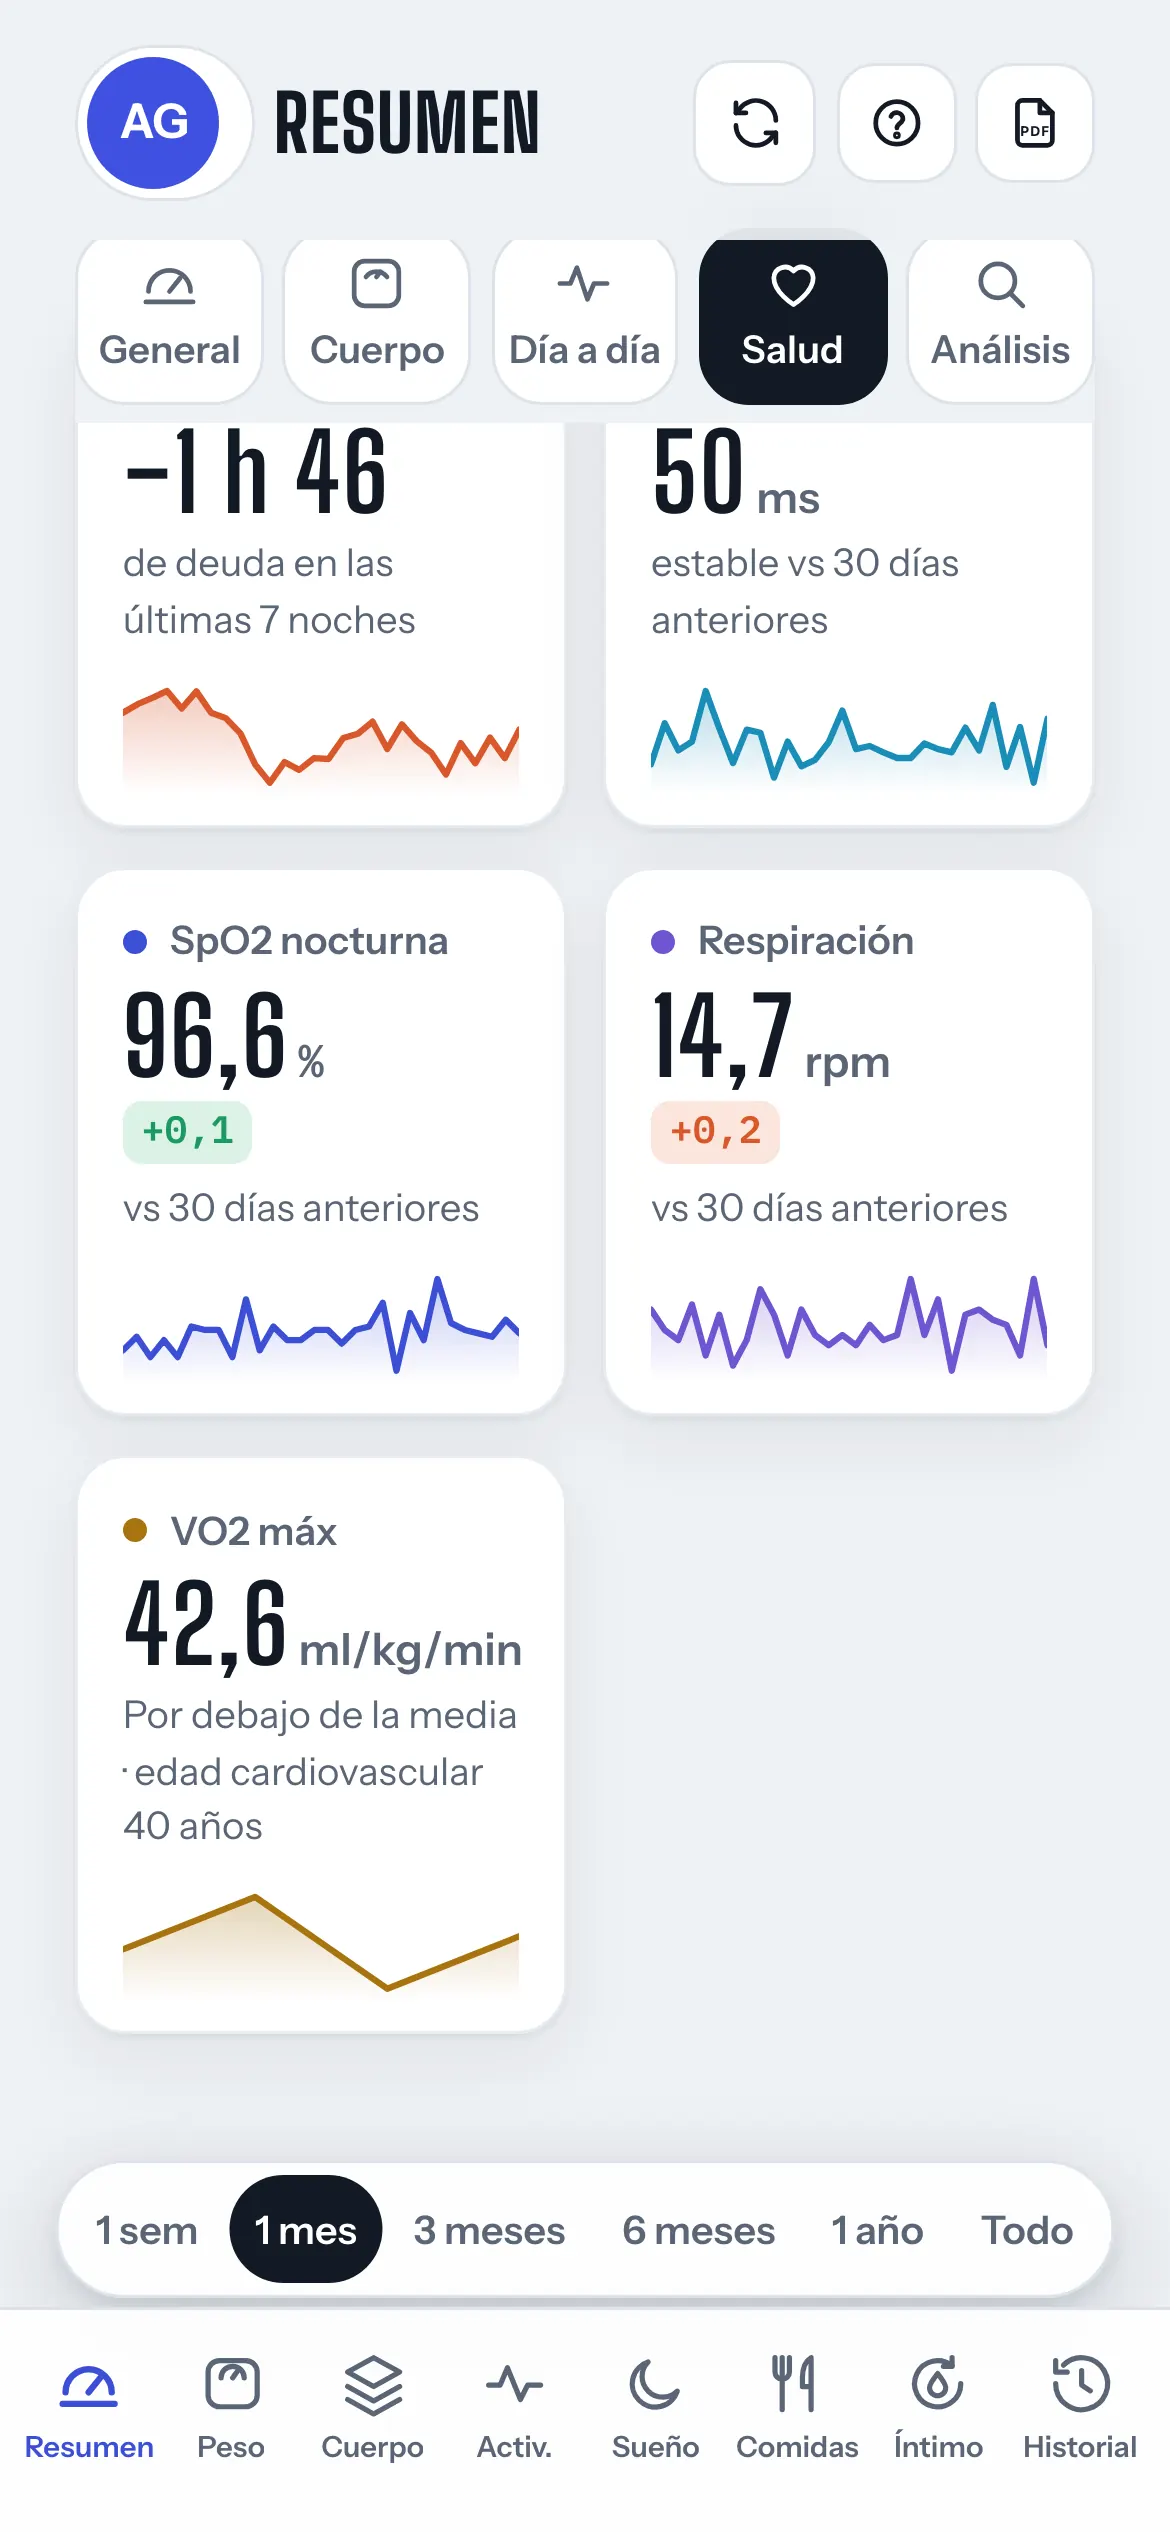 AG
RESUMEN
PDF
General
Cuerpo
Día a día
Salud
Análisis
−1 h 46
de deuda en las
últimas 7 noches
50 ms
estable vs 30 días
anteriores
SpO2 nocturna
96,6 %
+0,1
vs 30 días anteriores
Respiración
14,7 rpm
+0,2
vs 30 días anteriores
VO2 máx
42,6 ml/kg/min
Por debajo de la media
· edad cardiovascular
40 años
1 sem
1 mes
3 meses
6 meses
1 año
Todo
Resumen
Peso
Cuerpo
Activ.
Sueño
Comidas
Íntimo
Historial